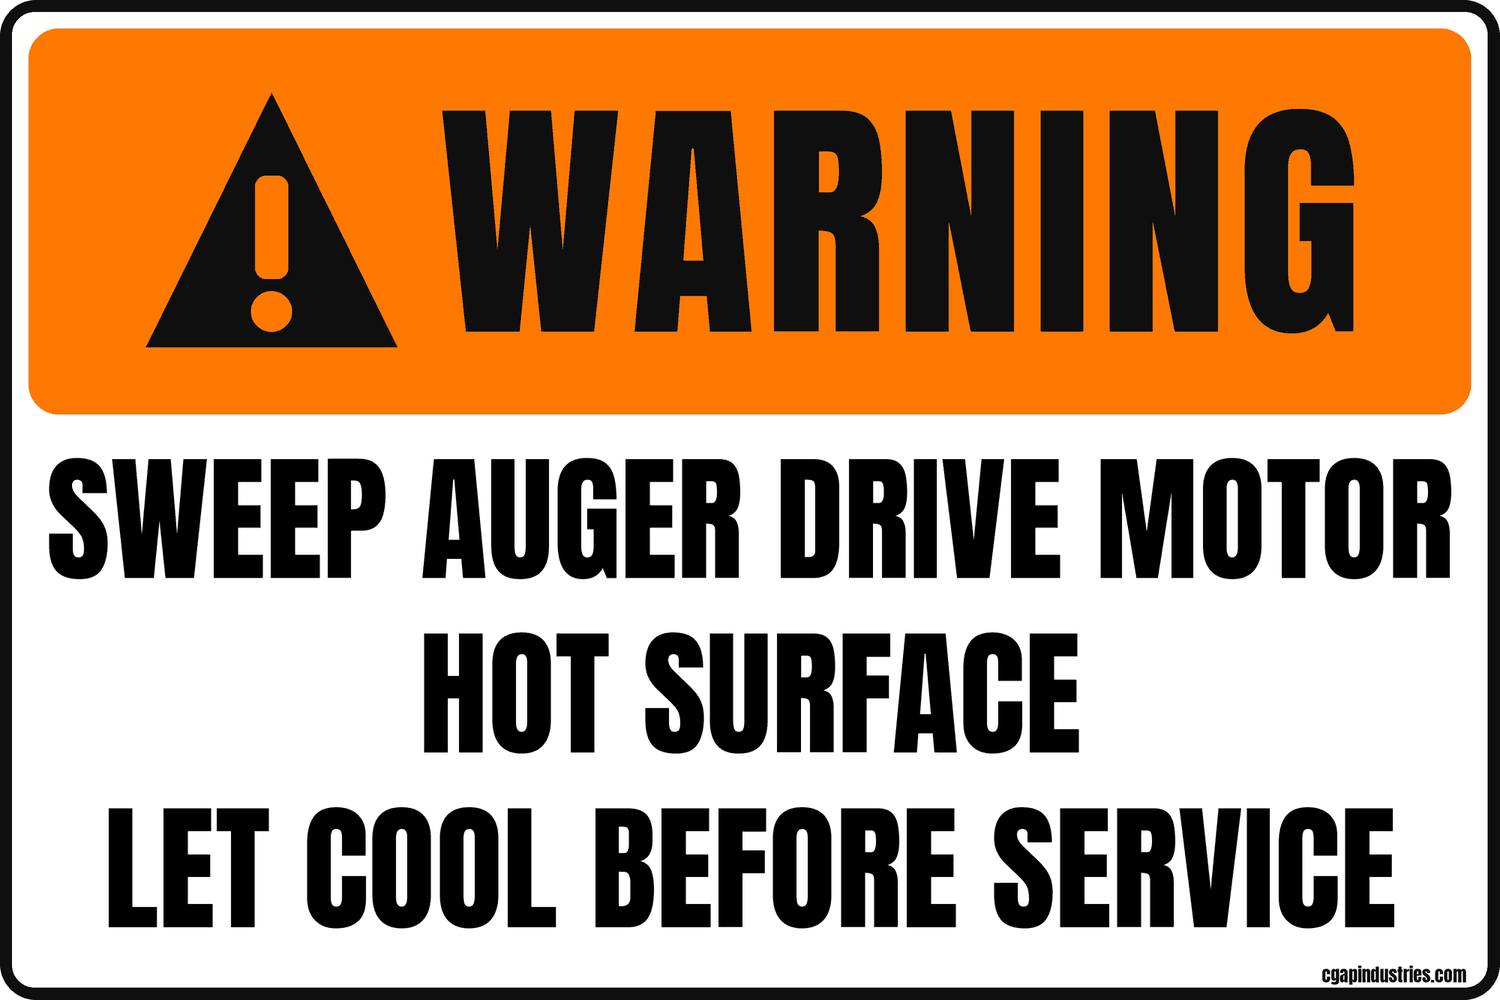 WARNING
SWEEP AUGER DRIVE MOTOR
HOT SURFACE
LET COOL BEFORE SERVICE
cgapindustries.com